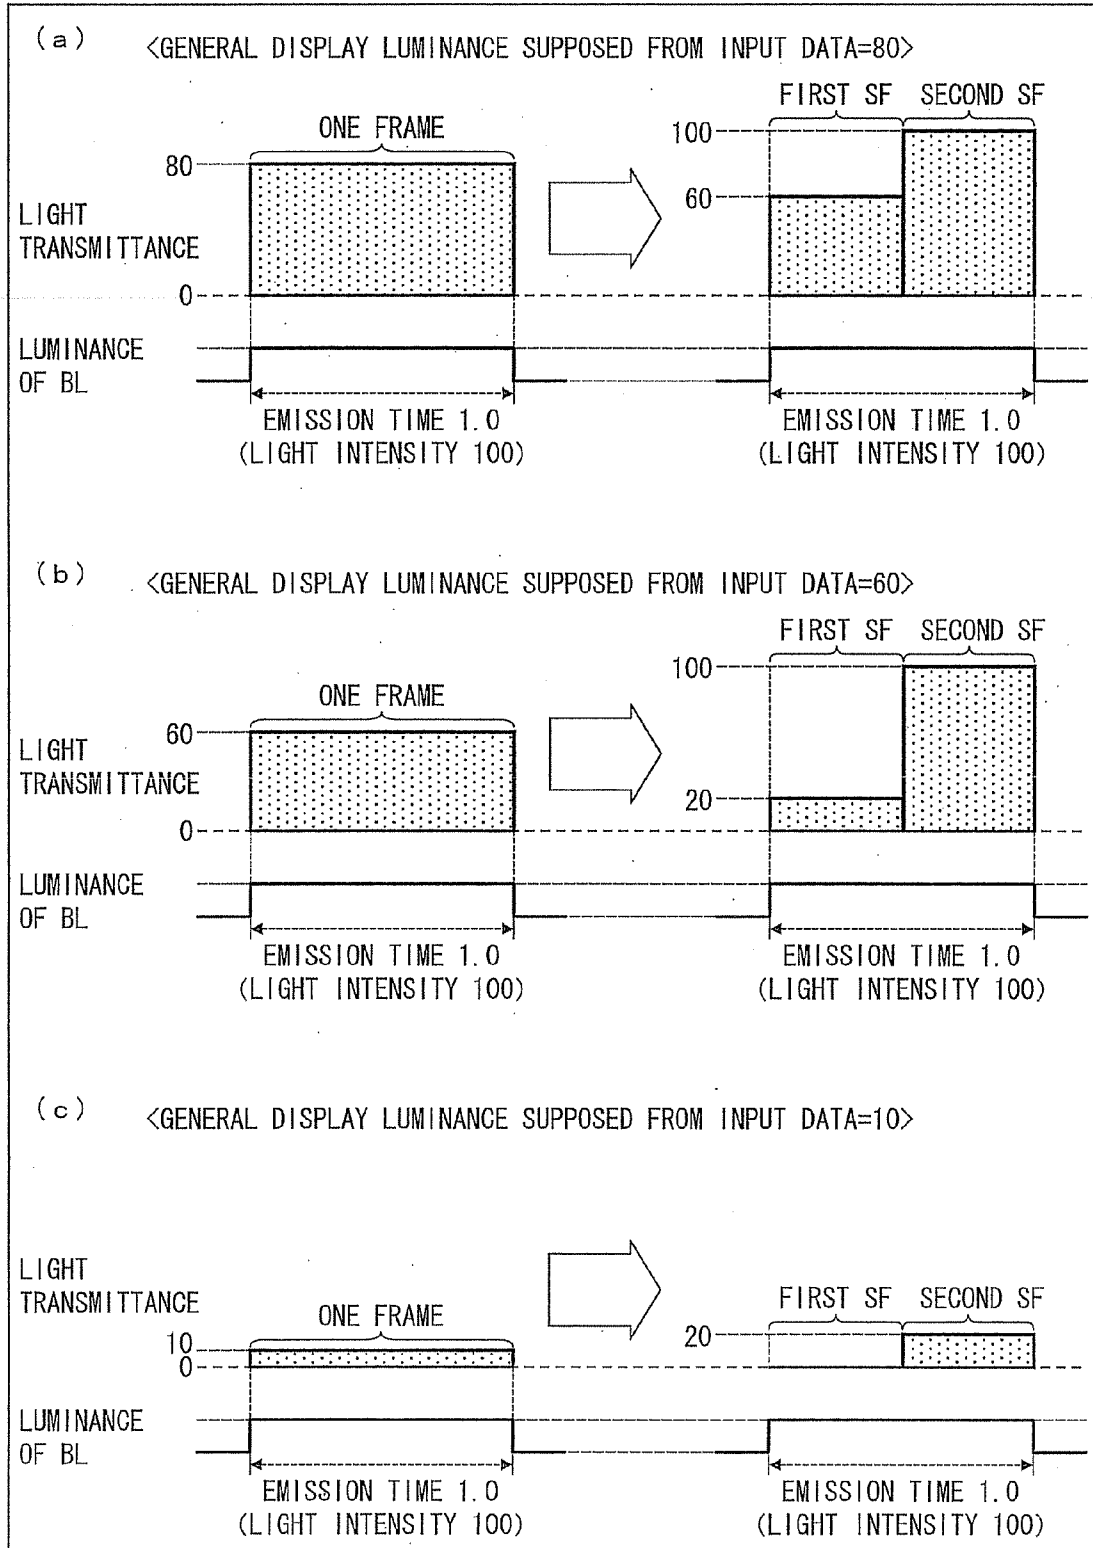 (a) <GENERAL DISPLAY LUMINANCE SUPPOSED FROM INPUT DATA=80>
FIRST SF SECOND SF
ONE FRAME
100
80
60
LIGHT
TRANSMITTANCE
0
LUMINANCE
OF BL
EMISSION TIME 1.0 EMISSION TIME 1.0
(LIGHT INTENSITY 100) (LIGHT INTENSITY 100)
(b) <GENERAL DISPLAY LUMINANCE SUPPOSED FROM INPUT DATA=60>
FIRST SF SECOND SF
100
ONE FRAME
60
LIGHT
TRANSMITTANCE
20
0
LUMINANCE
OF BL
EMISSION TIME 1.0 EMISSION TIME 1.0
(LIGHT INTENSITY 100) (LIGHT INTENSITY 100)
(c) <GENERAL DISPLAY LUMINANCE SUPPOSED FROM INPUT DATA=10>
LIGHT
TRANSMITTANCE
FIRST SF SECOND SF
ONE FRAME
10
20
0
LUMINANCE
OF BL
EMISSION TIME 1.0 EMISSION TIME 1.0
(LIGHT INTENSITY 100) (LIGHT INTENSITY 100)